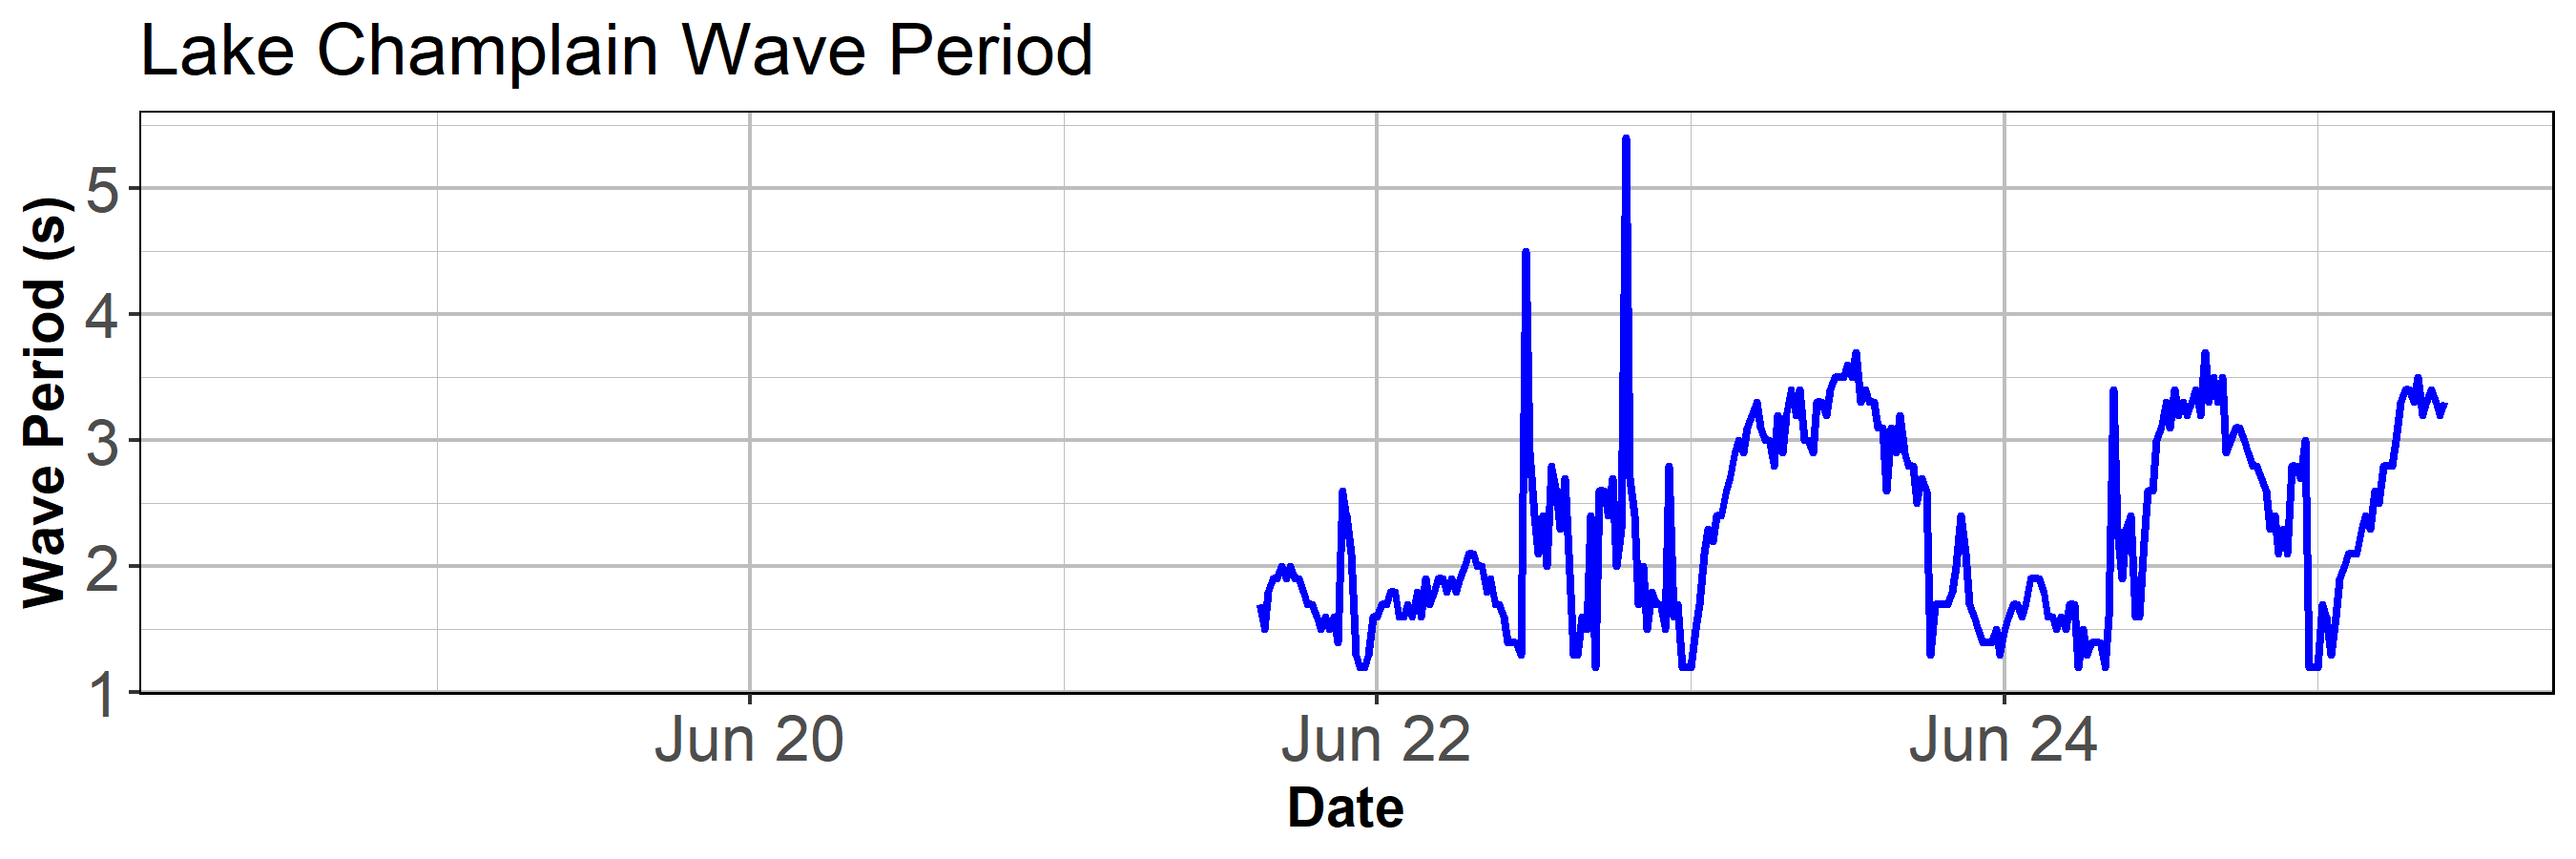 Lake Champlain Wave Period
Wave Period (s)
5
4
3
2
1
Jun 20
Jun 22
Jun 24
Date